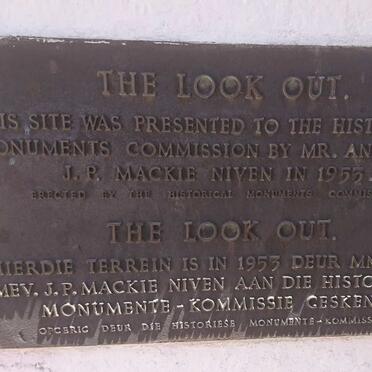 THE LOOK OUT.
IS SITE WAS PRESENTED TO THE HIST
ONUMENTS COMMISSION BY MR. AN
J.P. MACKIE NIVEN IN 1953.
ERECTED BY THE HISTORICAL MONUMENTS COMMIS
THE LOOK OUT.
HIERDIE TERREIN IS IN 1953 DEUR MN
MEV. J.P. MACKIE NIVEN AAN DIE HISTO
MONUMENTE-KOMMISSIE GESKEN
OPGERIG DEUR DIE HISTORIESE MONUMENTE-KOMMISS